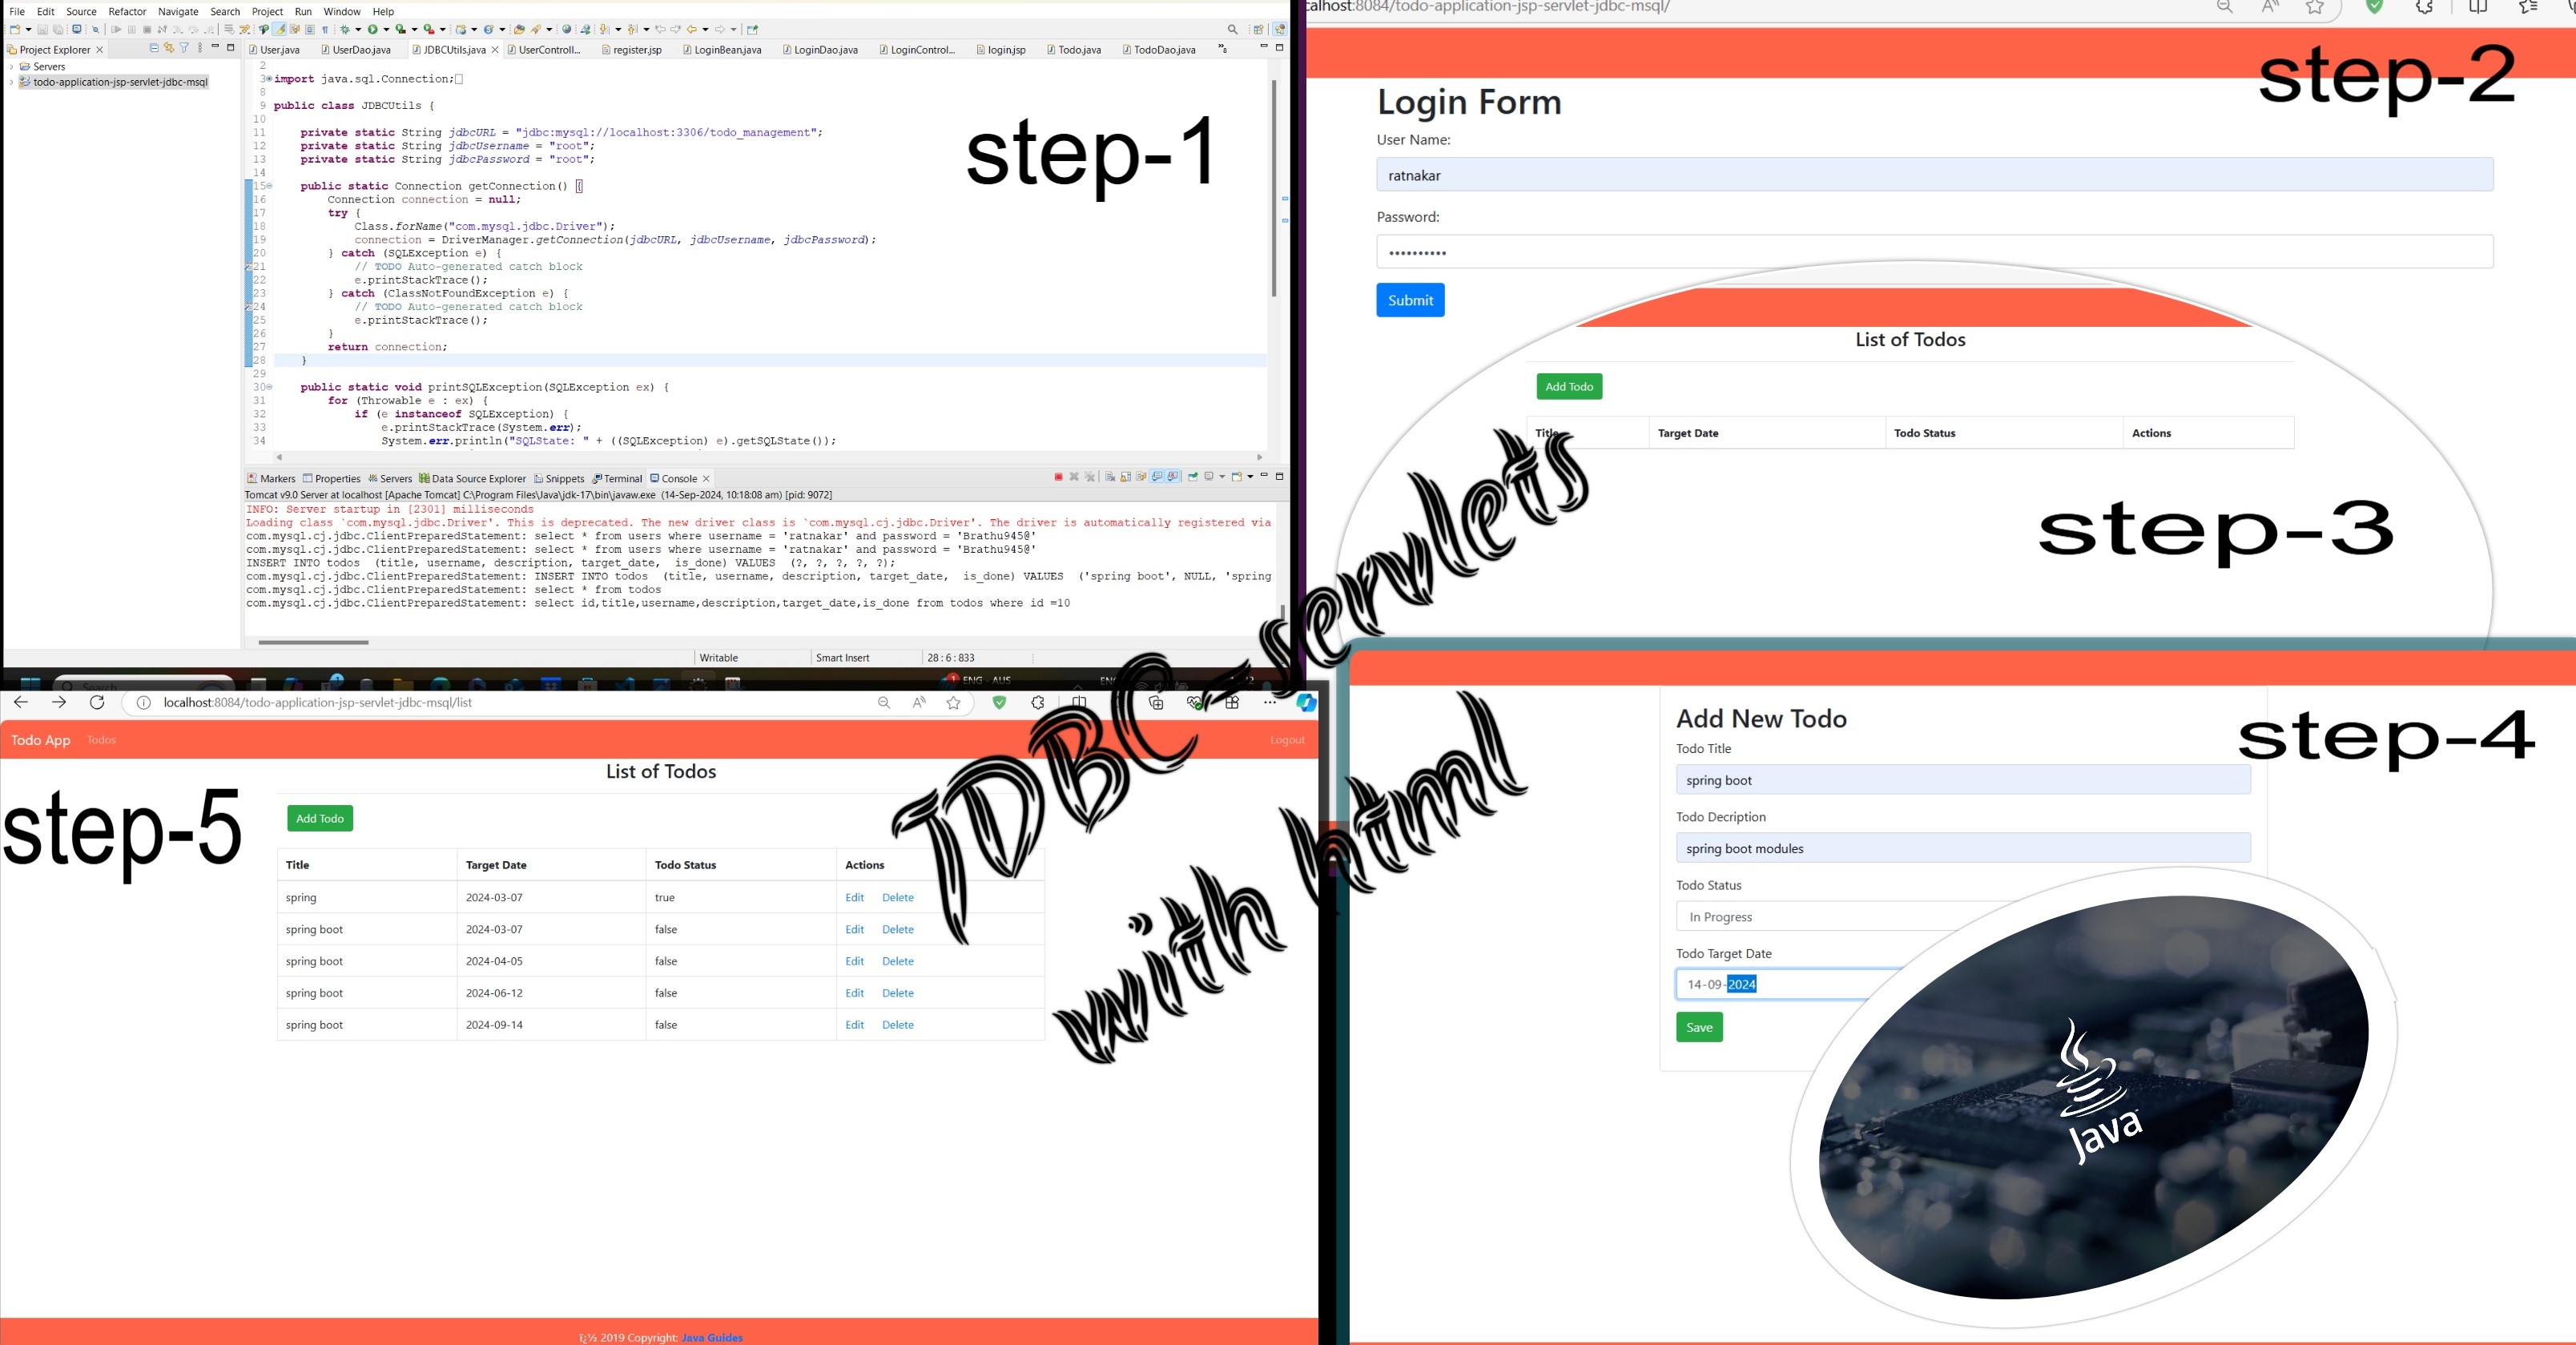 File Edit Source Refactor Navigate Search Project Run Window Help
Project Explorer
User.java UserDao.java JDBCUtils.java UserControll... register.jsp LoginBean.java LoginDao.java LoginControl... login.jsp Todo.java TodoDao.java
Servers
todo-application-jsp-servlet-jdbc-msql
2
3 import java.sql.Connection;
8
9 public class JDBCUtils {
10
11 private static String jdbcURL = "jdbc:mysql://localhost:3306/todo_management";
12 private static String jdbcUsername = "root";
13 private static String jdbcPassword = "root";
14
15 public static Connection getConnection() {
16 Connection connection = null;
17 try {
18 Class.forName("com.mysql.jdbc.Driver");
19 connection = DriverManager.getConnection(jdbcURL, jdbcUsername, jdbcPassword);
20 } catch (SQLException e) {
21 // TODO Auto-generated catch block
22 e.printStackTrace();
23 } catch (ClassNotFoundException e) {
24 // TODO Auto-generated catch block
25 e.printStackTrace();
26 }
27 return connection;
28 }
29
30 public static void printSQLException(SQLException ex) {
31 for (Throwable e : ex) {
32 if (e instanceof SQLException) {
33 e.printStackTrace(System.err);
34 System.err.println("SQLState: " + ((SQLException) e).getSQLState());
step-1
Markers Properties Servers Data Source Explorer Snippets Terminal Console
Tomcat v9.0 Server at localhost [Apache Tomcat] C:\Program Files\Java\jdk-17\bin\javaw.exe (14-Sep-2024, 10:18:08 am) [pid: 9072]
INFO: Server startup in [2301] milliseconds
Loading class `com.mysql.jdbc.Driver'. This is deprecated. The new driver class is `com.mysql.cj.jdbc.Driver'. The driver is automatically registered via
com.mysql.cj.jdbc.ClientPreparedStatement: select * from users where username = 'ratnakar' and password = 'Brathu945@'
com.mysql.cj.jdbc.ClientPreparedStatement: select * from users where username = 'ratnakar' and password = 'Brathu945@'
INSERT INTO todos (title, username, description, target_date, is_done) VALUES (?, ?, ?, ?, ?);
com.mysql.cj.jdbc.ClientPreparedStatement: INSERT INTO todos (title, username, description, target_date, is_done) VALUES ('spring boot', NULL, 'spring
com.mysql.cj.jdbc.ClientPreparedStatement: select * from todos
com.mysql.cj.jdbc.ClientPreparedStatement: select id,title,username,description,target_date,is_done from todos where id =10
Writable Smart Insert 28 : 6 : 833
Search ENG AUS
calhost:8084/todo-application-jsp-servlet-jdbc-msql/
step-2
Login Form
User Name:
ratnakar
Password:
••••••••••
Submit
List of Todos
Add Todo
Title Target Date Todo Status Actions
step-3
JDBC-servlets
with html
step-4
Add New Todo
Todo Title
spring boot
Todo Decription
spring boot modules
Todo Status
In Progress
Todo Target Date
14-09-2024
Save
Java
localhost:8084/todo-application-jsp-servlet-jdbc-msql/list
Todo App Todos Logout
step-5
List of Todos
Add Todo
Title Target Date Todo Status Actions
spring 2024-03-07 true Edit Delete
spring boot 2024-03-07 false Edit Delete
spring boot 2024-04-05 false Edit Delete
spring boot 2024-06-12 false Edit Delete
spring boot 2024-09-14 false Edit Delete
ï¿½ 2019 Copyright: Java Guides